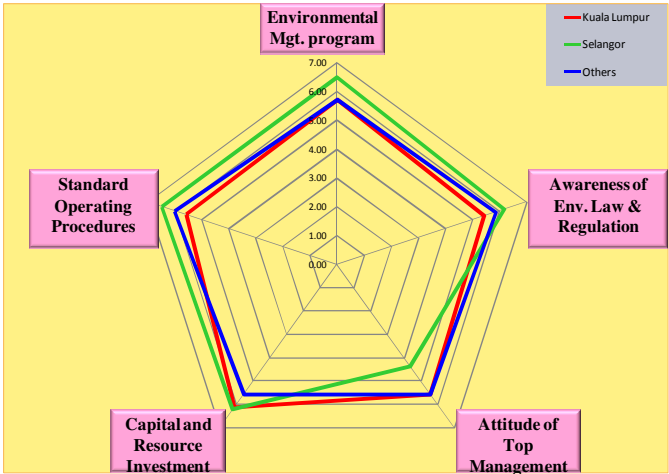 Environmental
Mgt. program
Kuala Lumpur
Selangor
Others
7.00
6.00
5.00
4.00
3.00
2.00
1.00
0.00
Standard
Operating
Procedures
Awareness of
Env. Law &
Regulation
Capital and
Resource
Investment
Attitude of
Top
Management